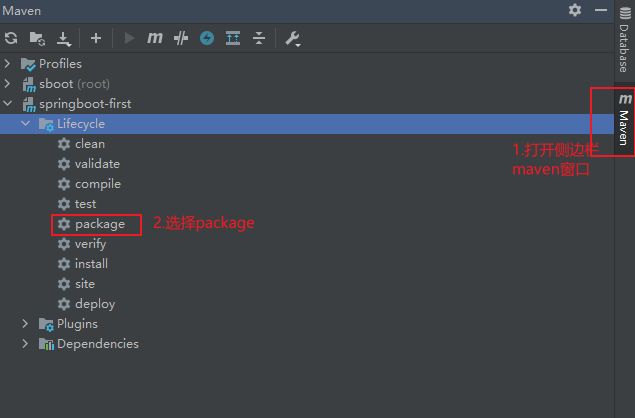 Maven
Profiles
sboot (root)
springboot-first
Lifecycle
clean
validate
compile
test
package
verify
install
site
deploy
Plugins
Dependencies
2.选择package
1.打开侧边栏
maven窗口
Database
m Maven